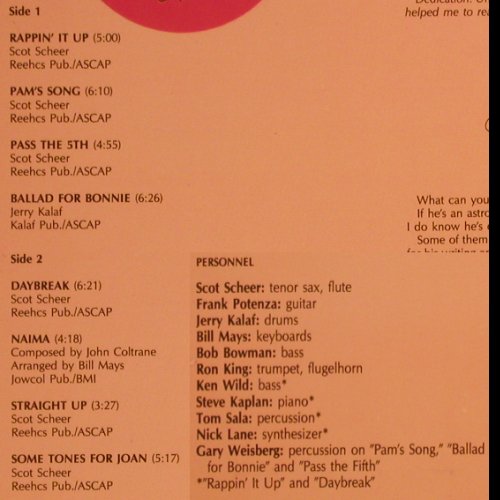 Side 1
RAPPIN' IT UP (5:00)
Scot Scheer
Reehcs Pub./ASCAP
PAM'S SONG (6:10)
Scot Scheer
Reehcs Pub./ASCAP
PASS THE 5TH (4:55)
Scot Scheer
Reehcs Pub./ASCAP
BALLAD FOR BONNIE (6:26)
Jerry Kalaf
Kalaf Pub./ASCAP
Side 2
DAYBREAK (6:21)
Scot Scheer
Reehcs Pub./ASCAP
NAIMA (4:18)
Composed by John Coltrane
Arranged by Bill Mays
Jowcol Pub./BMI
STRAIGHT UP (3:27)
Scot Scheer
Reehcs Pub./ASCAP
SOME TONES FOR JOAN (5:17)
Scot Scheer
Reehcs Pub./ASCAP
PERSONNEL
Scot Scheer: tenor sax, flute
Frank Potenza: guitar
Jerry Kalaf: drums
Bill Mays: keyboards
Bob Bowman: bass
Ron King: trumpet, flugelhorn
Ken Wild: bass*
Steve Kaplan: piano*
Tom Sala: percussion*
Nick Lane: synthesizer*
Gary Weisberg: percussion on "Pam's Song," "Ballad
for Bonnie" and "Pass the Fifth"
*"Rappin' It Up" and "Daybreak"
helped me to
What can you
If he's an
I do know he's
Some of them